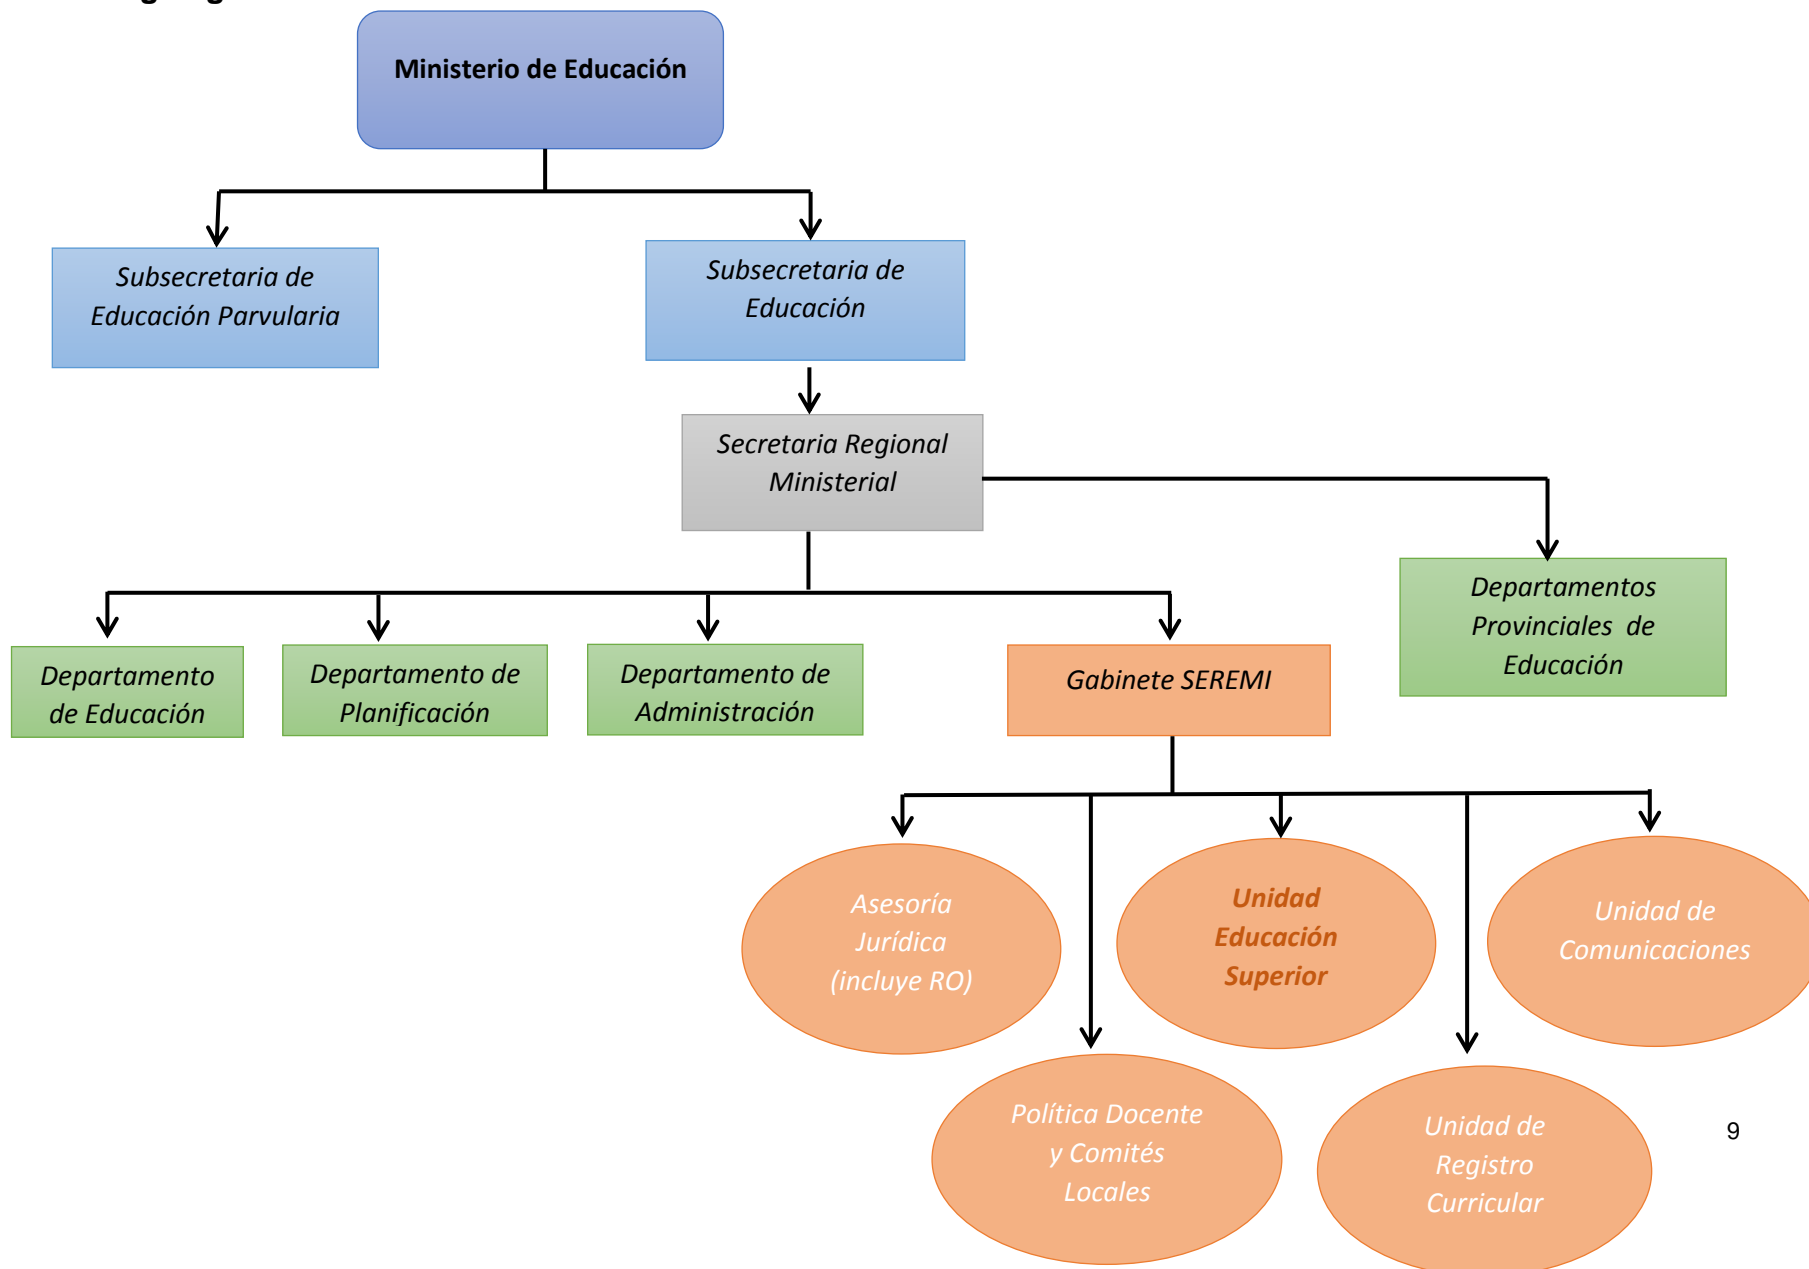 Ministerio de Educación
Subsecretaria de
Educación Parvularia
Subsecretaria de
Educación
Secretaria Regional
Ministerial
Departamentos
Provinciales de
Educación
Departamento
de Educación
Departamento de
Planificación
Departamento de
Administración
Gabinete SEREMI
Asesoría
Jurídica
(incluye RO)
Unidad
Educación
Superior
Unidad de
Comunicaciones
Política Docente
y Comités
Locales
Unidad de
Registro
Curricular
9